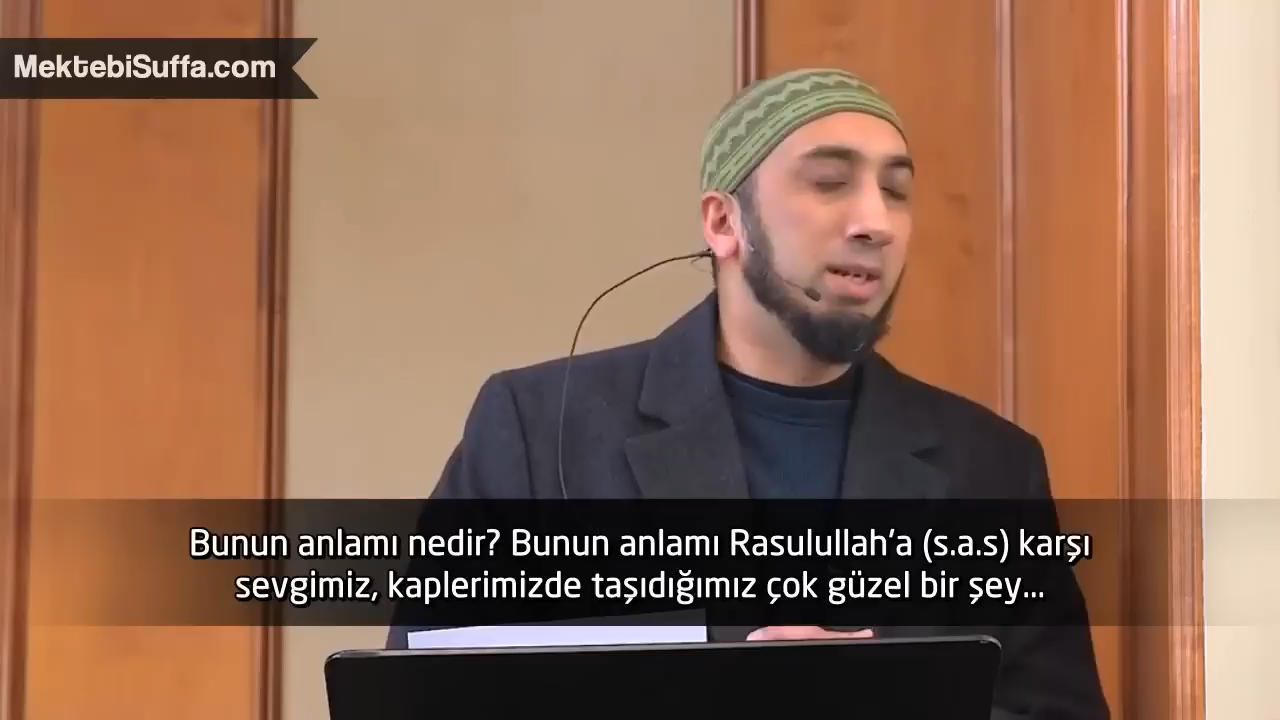 MektebiSuffa.com
Bunun anlamı nedir? Bunun anlamı Rasulullah'a (s.a.s) karşı
sevgimiz, kaplerimizde taşıdığımız çok güzel bir şey...